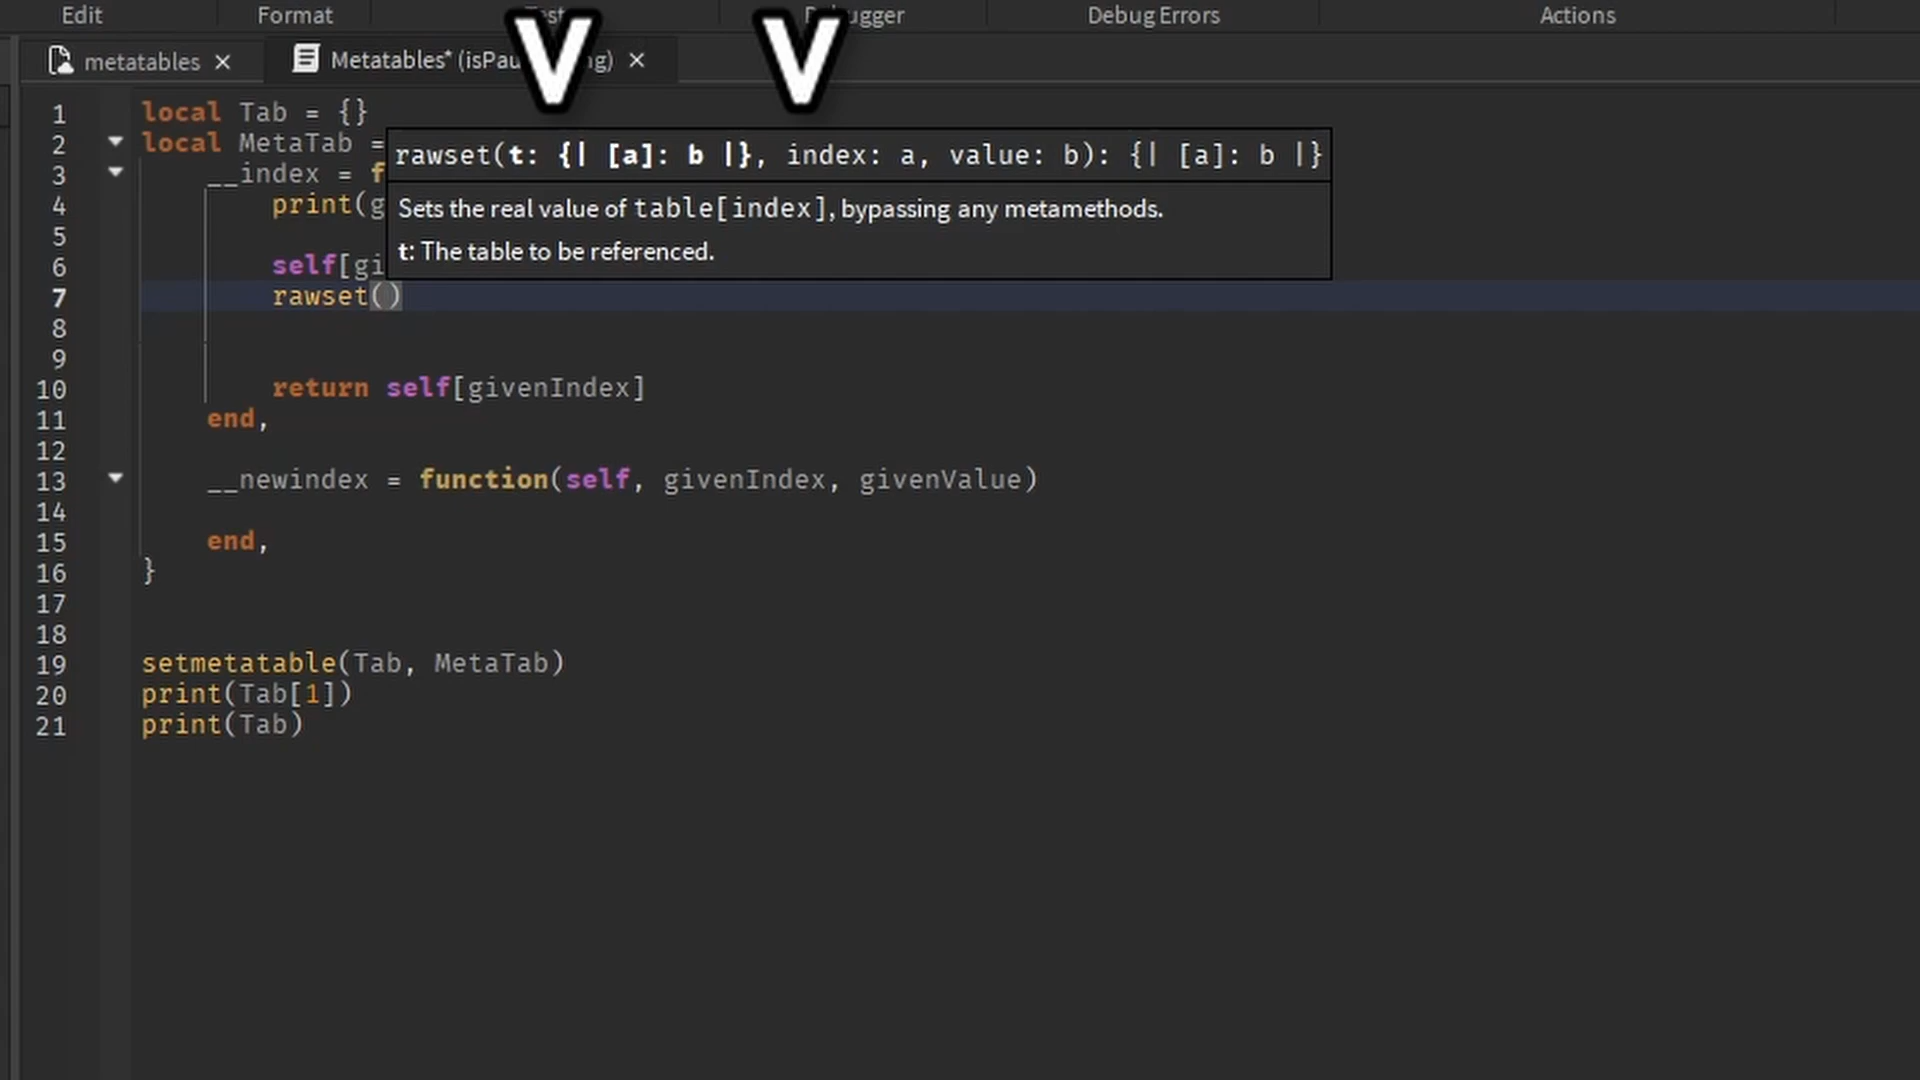 Edit Format Test Debugger Debug Errors Actions
V V
metatables × Metatables* (isPau ng) ×
1 local Tab = {}
2 local MetaTab =
rawset(t: {| [a]: b |}, index: a, value: b): {| [a]: b |}
3 __index = f
4 print(g
Sets the real value of table[index], bypassing any metamethods.
5
t: The table to be referenced.
6 self[gi
7 rawset()
8
9
10 return self[givenIndex]
11 end,
12
13 __newindex = function(self, givenIndex, givenValue)
14
15 end,
16 }
17
18
19 setmetatable(Tab, MetaTab)
20 print(Tab[1])
21 print(Tab)